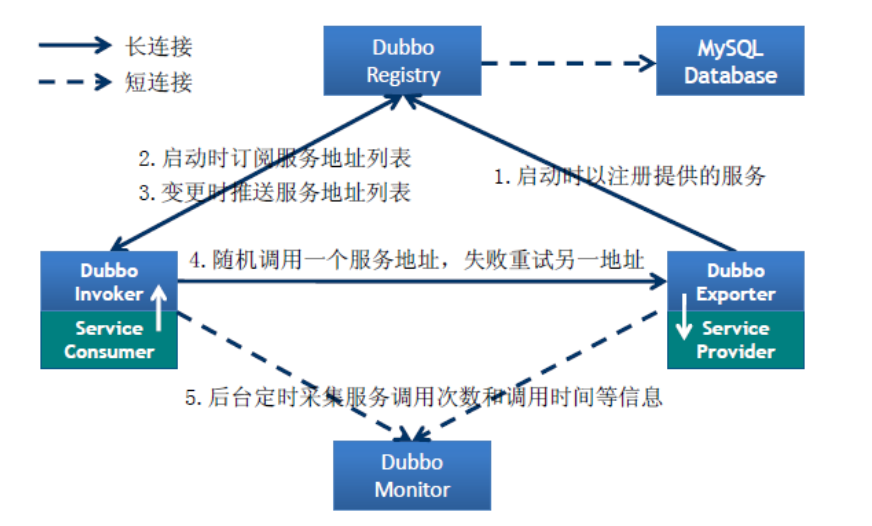 长连接
短连接
Dubbo
Registry
MySQL
Database
2.启动时订阅服务地址列表
3.变更时推送服务地址列表
1.启动时以注册提供的服务
4.随机调用一个服务地址，失败重试另一地址
Dubbo
Invoker
Service
Consumer
Dubbo
Exporter
Service
Provider
5.后台定时采集服务调用次数和调用时间等信息
Dubbo
Monitor